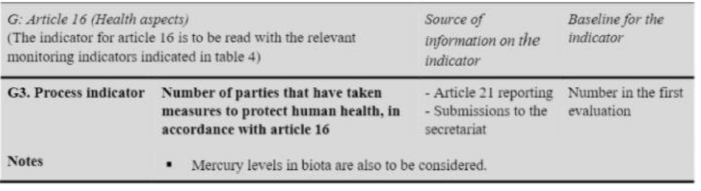 G: Article 16 (Health aspects) Source of Baseline for the
(The indicator for article 16 is to be read with the relevant information on the indicator
monitoring indicators indicated in table 4) indicator
G3. Process indicator Number of parties that have taken - Article 21 reporting Number in the first
measures to protect human health, in - Submissions to the evaluation
accordance with article 16 secretariat
Notes ▪ Mercury levels in biota are also to be considered.